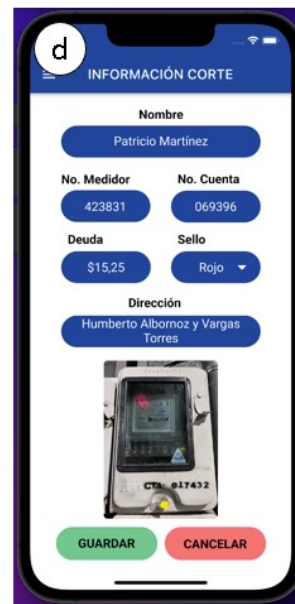 d
INFORMACIÓN CORTE
Nombre
Patricio Martínez
No. Medidor No. Cuenta
423831 069396
Deuda Sello
$15,25 Rojo
Dirección
Humberto Albornoz y Vargas
Torres
CTA: 017432
GUARDAR CANCELAR